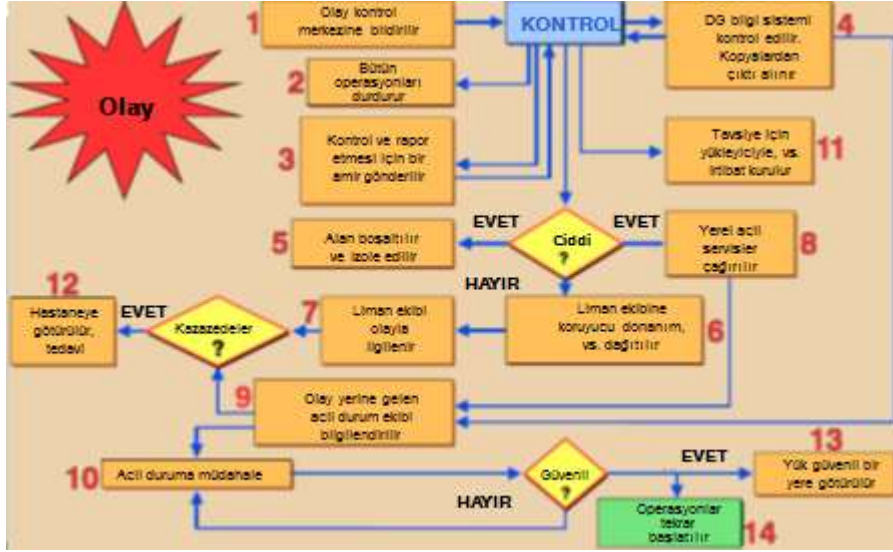 Olay
1
Olay kontrol
merkezine bildirilir
KONTROL
DG bilgi sistemi
kontrol edilir.
Kopyalardan
çıktı alınır
4
2
Bütün
operasyonları
durdurur
3
Kontrol ve rapor
etmesi için bir
amir gönderilir
Tavsiye için
yükleyiciyle, vs.
irtibat kurulur
11
5
Alan boşaltılır
ve izole edilir
EVET
Ciddi
?
EVET
Yerel acil
servisler
çağırılır
8
HAYIR
12
Hastaneye
götürülür,
tedavi
EVET
Kazazedeler
?
7
Liman ekibi
olayla
ilgilenir
Liman ekibine
koruyucu donanım,
vs. dağıtılır
6
9
Olay yerine gelen
acil durum ekibi
bilgilendirilir
10
Acil duruma müdahale
HAYIR
Güvenli
?
EVET
13
Yük güvenli bir
yere götürülür
Operasyonlar
tekrar
başlatılır
14